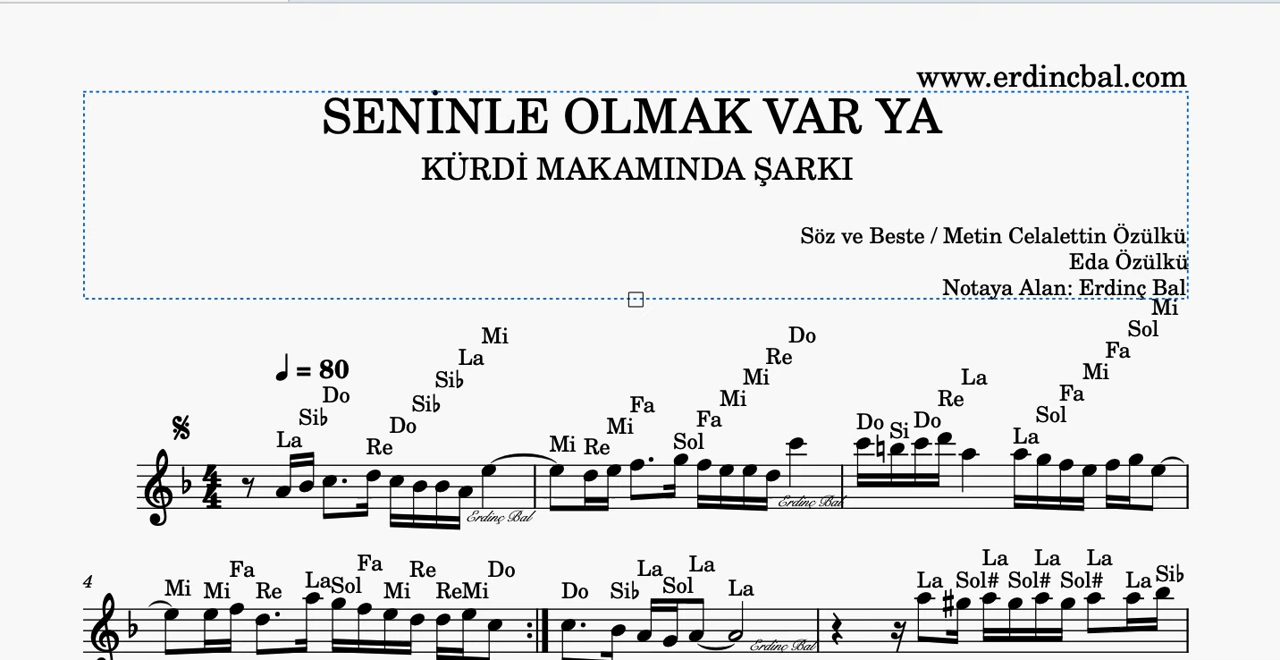 www.erdincbal.com
SENİNLE OLMAK VAR YA
KÜRDİ MAKAMINDA ŞARKI
Söz ve Beste / Metin Celalettin Özülkü
Eda Özülkü
Notaya Alan: Erdinç Bal
♩ = 80
La Sib Do Re Do Sib Sib La Mi Mi Re Mi Fa Sol Fa Mi Mi Re Do Do Si Do Re La La Sol Fa Mi Fa Sol Mi
Erdinç Bal Erdinç Bal
4
Mi Mi Fa Re La Sol Fa Mi Re Re Mi Do Do Sib La Sol La La La Sol# La Sol# La Sol# La La Sib
Erdinç Bal